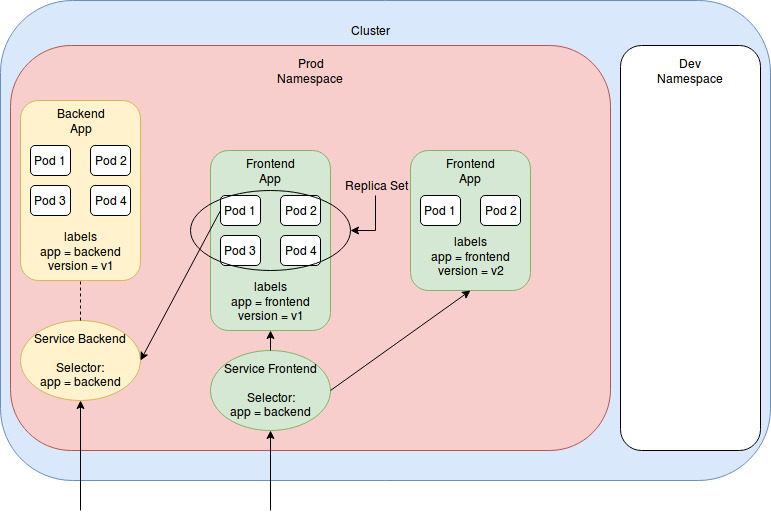 Cluster
Prod
Namespace
Dev
Namespace
Backend
App
Pod 1
Pod 2
Pod 3
Pod 4
labels
app = backend
version = v1
Frontend
App
Pod 1
Pod 2
Pod 3
Pod 4
labels
app = frontend
version = v1
Replica Set
Frontend
App
Pod 1
Pod 2
labels
app = frontend
version = v2
Service Backend
Selector:
app = backend
Service Frontend
Selector:
app = backend